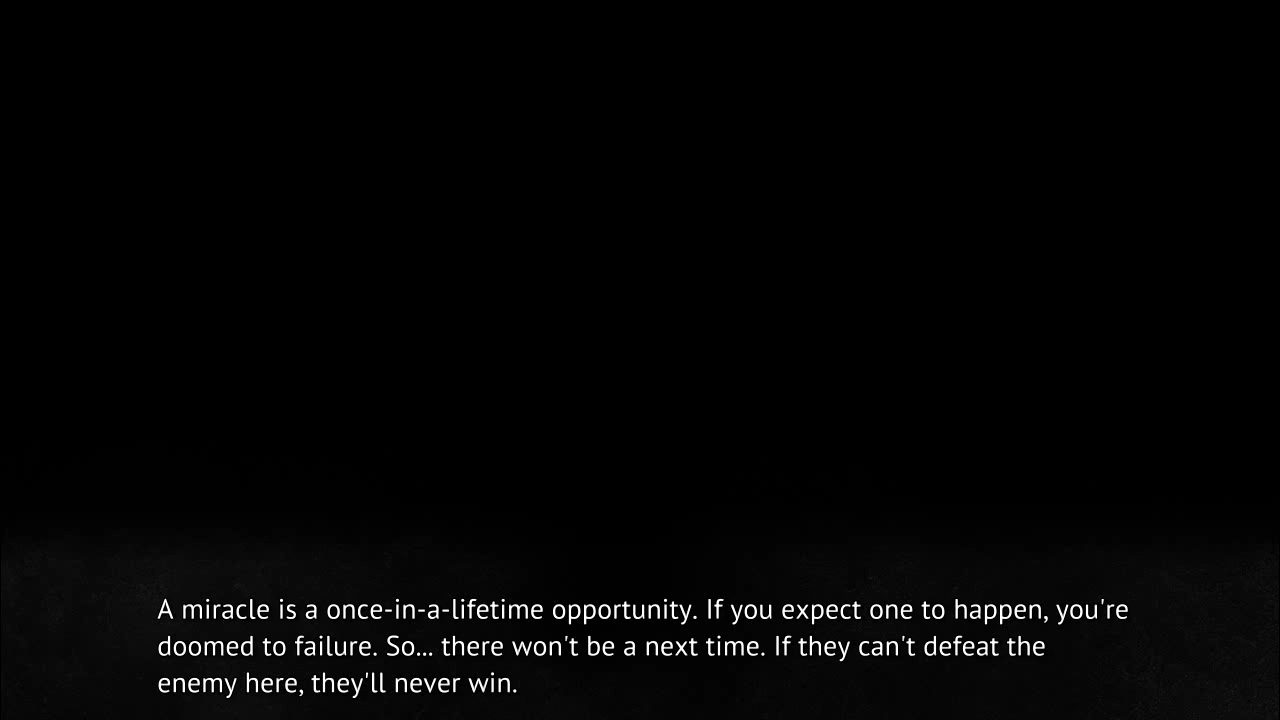 A miracle is a once-in-a-lifetime opportunity. If you expect one to happen, you're
doomed to failure. So... there won't be a next time. If they can't defeat the
enemy here, they'll never win.